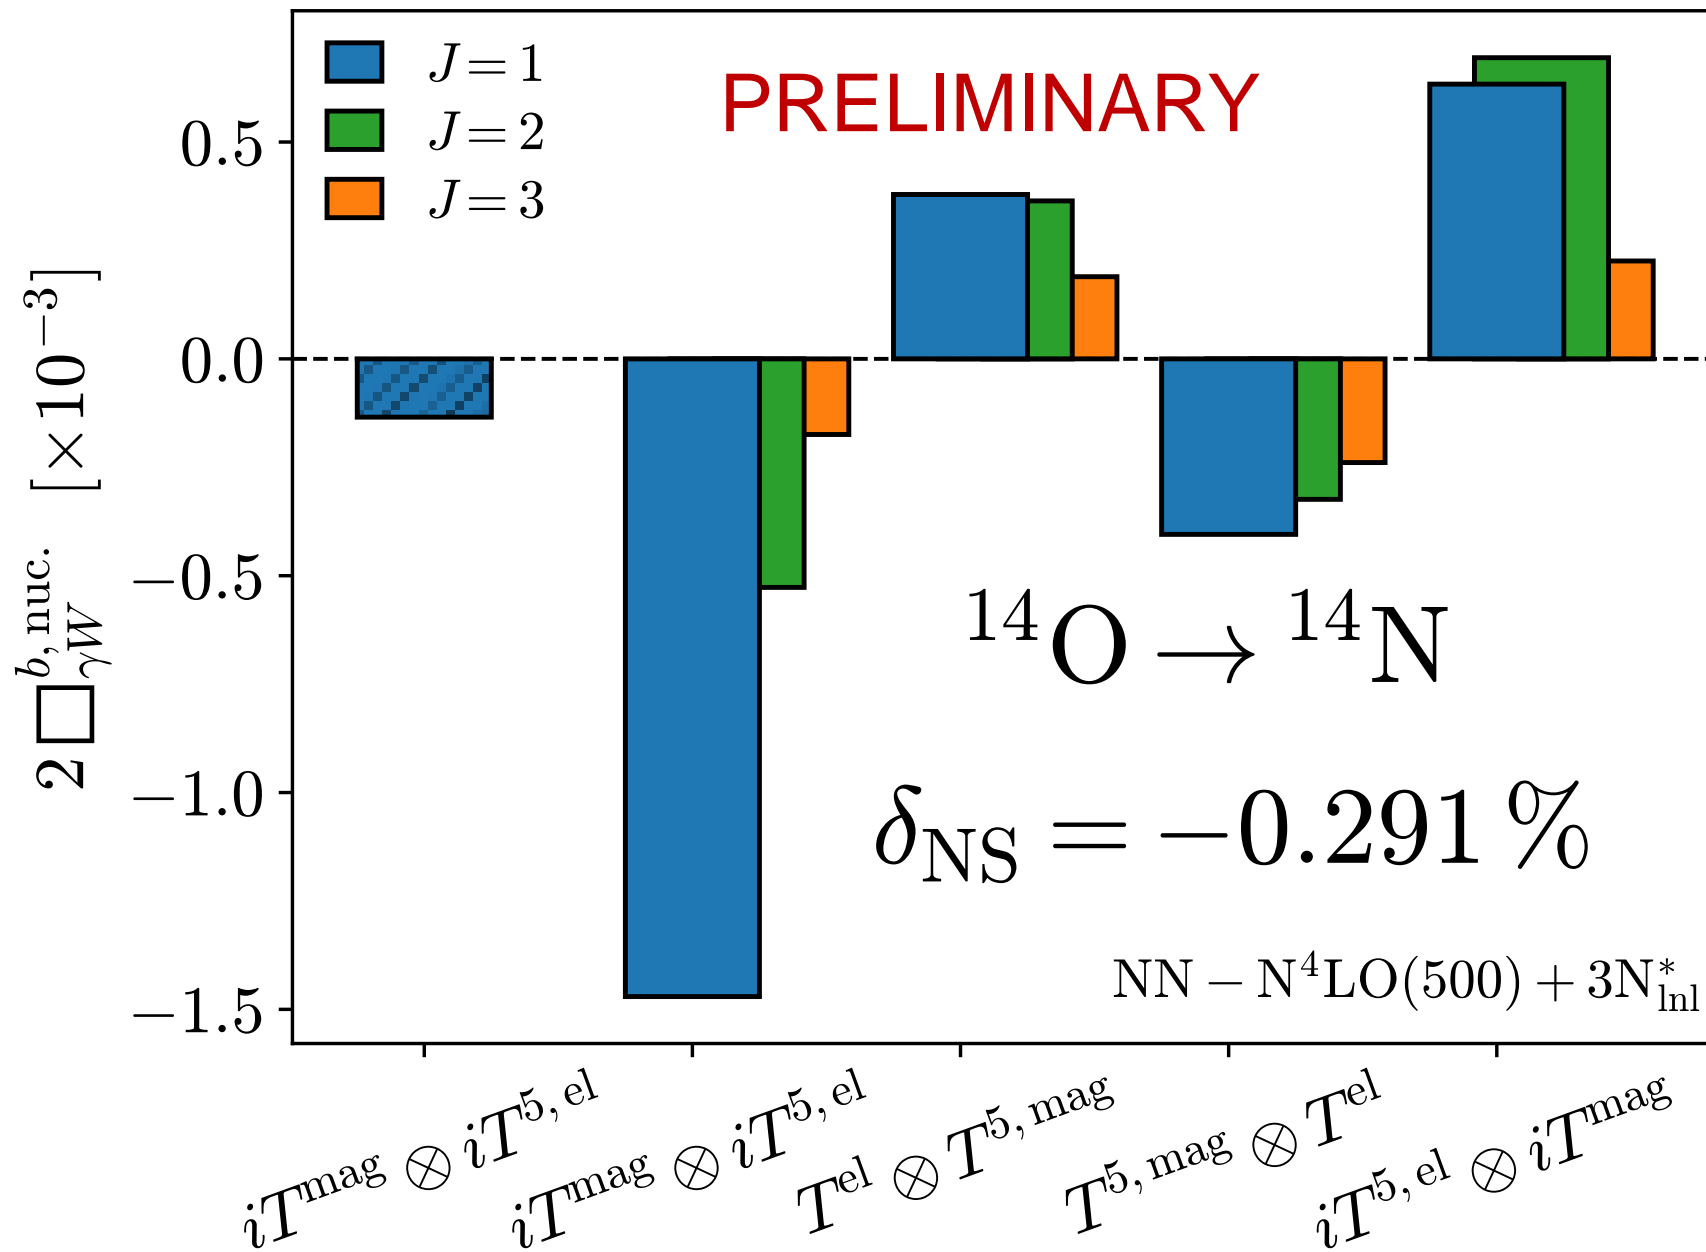 J = 1
J = 2
J = 3
PRELIMINARY
0.5
0.0
−0.5
−1.0
−1.5
2 □_{γW}^{b, nuc.} [×10^{−3}]
^{14}O → ^{14}N
δ_{NS} = −0.291 %
NN − N^{4}LO(500) + 3N^{*}_{lnl}
iT^{mag} ⊗ iT^{5, el}
iT^{mag} ⊗ iT^{5, el}
T^{el} ⊗ T^{5, mag}
T^{5, mag} ⊗ T^{el}
iT^{5, el} ⊗ iT^{mag}